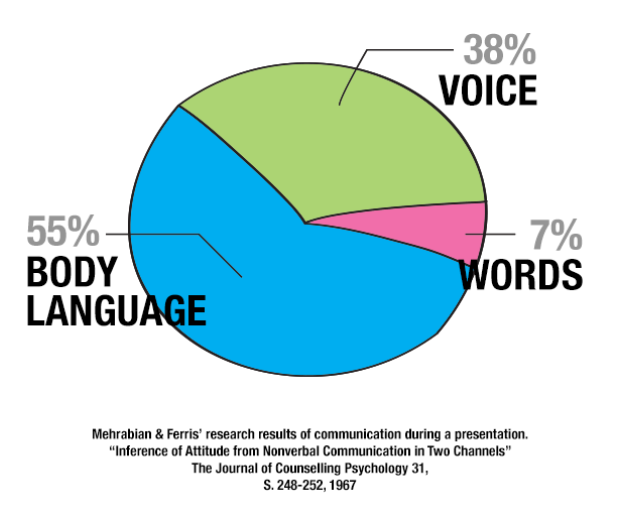 38%
VOICE
55%
BODY
LANGUAGE
7%
WORDS
Mehrabian & Ferris’ research results of communication during a presentation.
“Inference of Attitude from Nonverbal Communication in Two Channels”
The Journal of Counselling Psychology 31,
S. 248-252, 1967